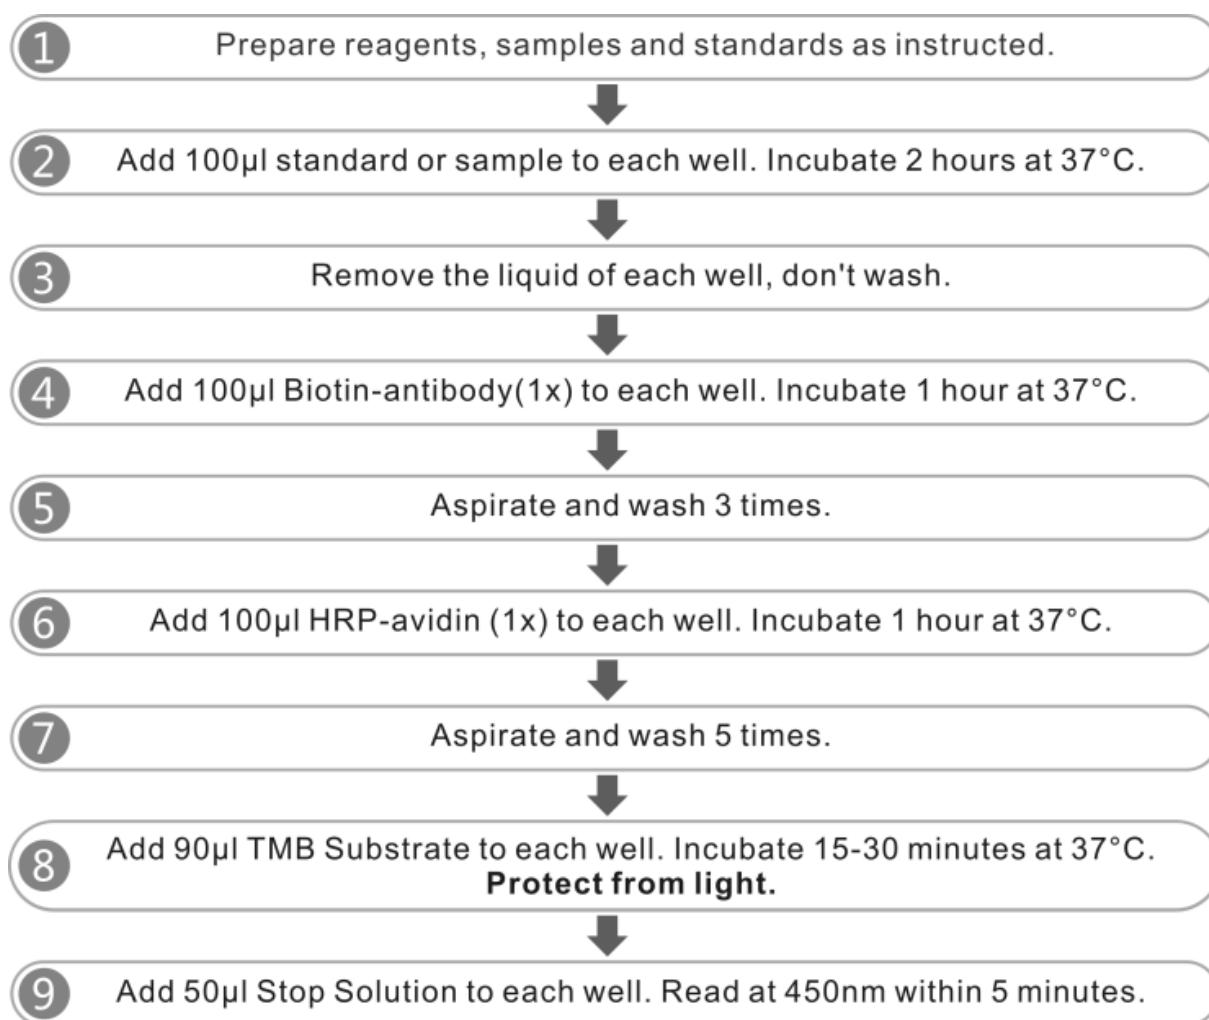 1 Prepare reagents, samples and standards as instructed.
2 Add 100µl standard or sample to each well. Incubate 2 hours at 37°C.
3 Remove the liquid of each well, don't wash.
4 Add 100µl Biotin-antibody(1x) to each well. Incubate 1 hour at 37°C.
5 Aspirate and wash 3 times.
6 Add 100µl HRP-avidin (1x) to each well. Incubate 1 hour at 37°C.
7 Aspirate and wash 5 times.
8 Add 90µl TMB Substrate to each well. Incubate 15-30 minutes at 37°C.
Protect from light.
9 Add 50µl Stop Solution to each well. Read at 450nm within 5 minutes.